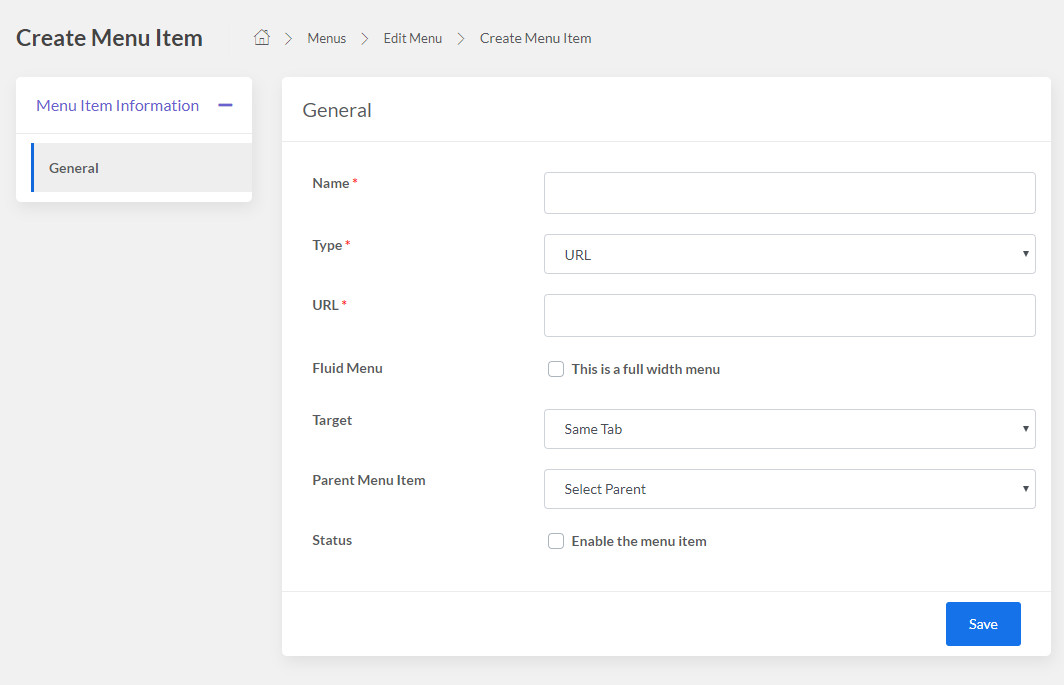 Create Menu Item
Menus Edit Menu Create Menu Item
Menu Item Information
General
General
Name *
Type *
URL
URL *
Fluid Menu
This is a full width menu
Target
Same Tab
Parent Menu Item
Select Parent
Status
Enable the menu item
Save